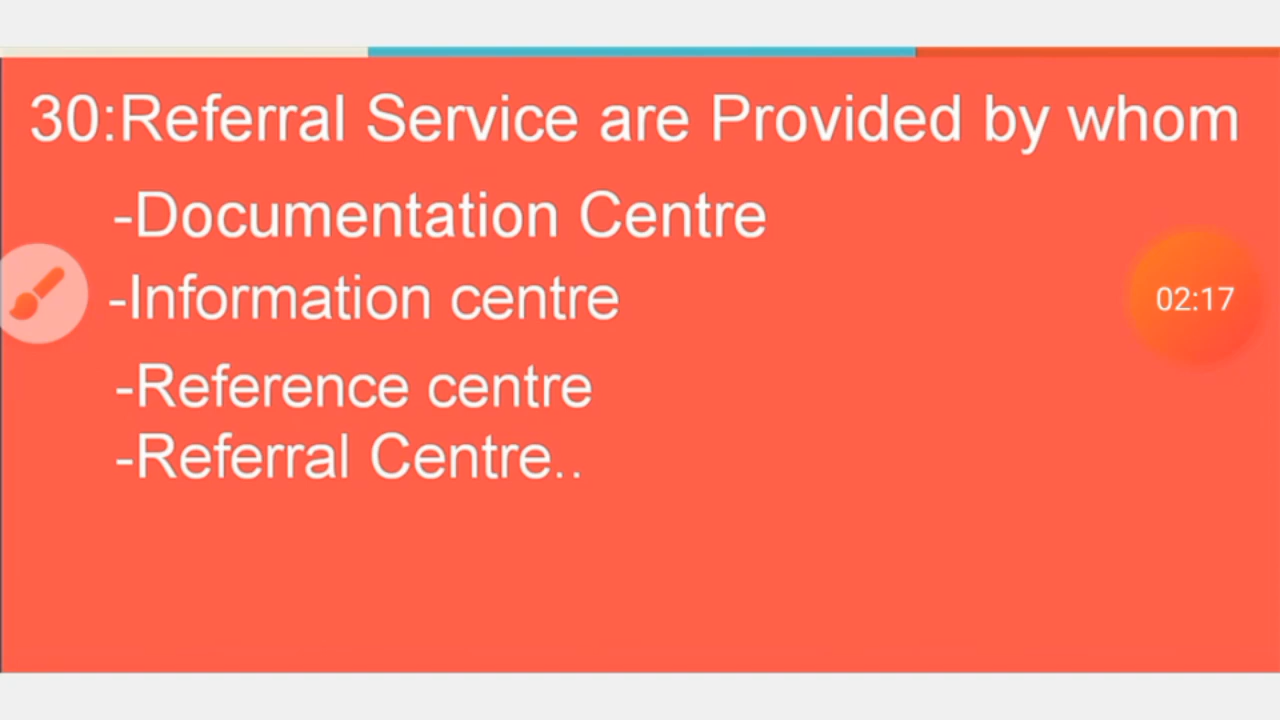 30:Referral Service are Provided by whom
-Documentation Centre
-Information centre
02:17
-Reference centre
-Referral Centre..